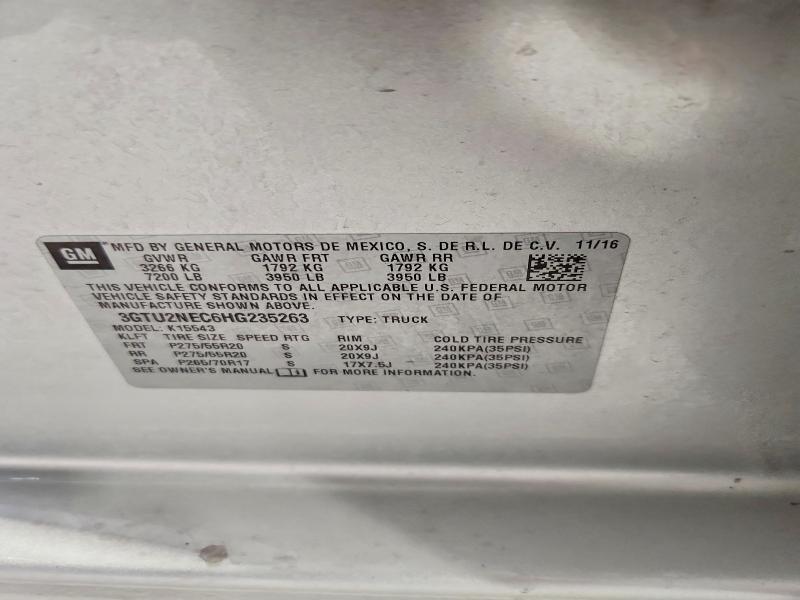 GM MFD BY GENERAL MOTORS DE MEXICO, S. DE R.L. DE C.V. 11/16
GVWR GAWR FRT GAWR RR
3266 KG 1792 KG 1792 KG
7200 LB 3950 LB 3950 LB
THIS VEHICLE CONFORMS TO ALL APPLICABLE U.S. FEDERAL MOTOR
VEHICLE SAFETY STANDARDS IN EFFECT ON THE DATE OF
MANUFACTURE SHOWN ABOVE.
3GTU2NEC6HG235263 TYPE: TRUCK
MODEL: K15543
KLFT TIRE SIZE SPEED RTG RIM COLD TIRE PRESSURE
FRT P275/55R20 S 20X9J 240KPA(35PSI)
RR P275/55R20 S 20X9J 240KPA(35PSI)
SPA P265/70R17 S 17X7.5J 240KPA(35PSI)
SEE OWNER'S MANUAL FOR MORE INFORMATION.